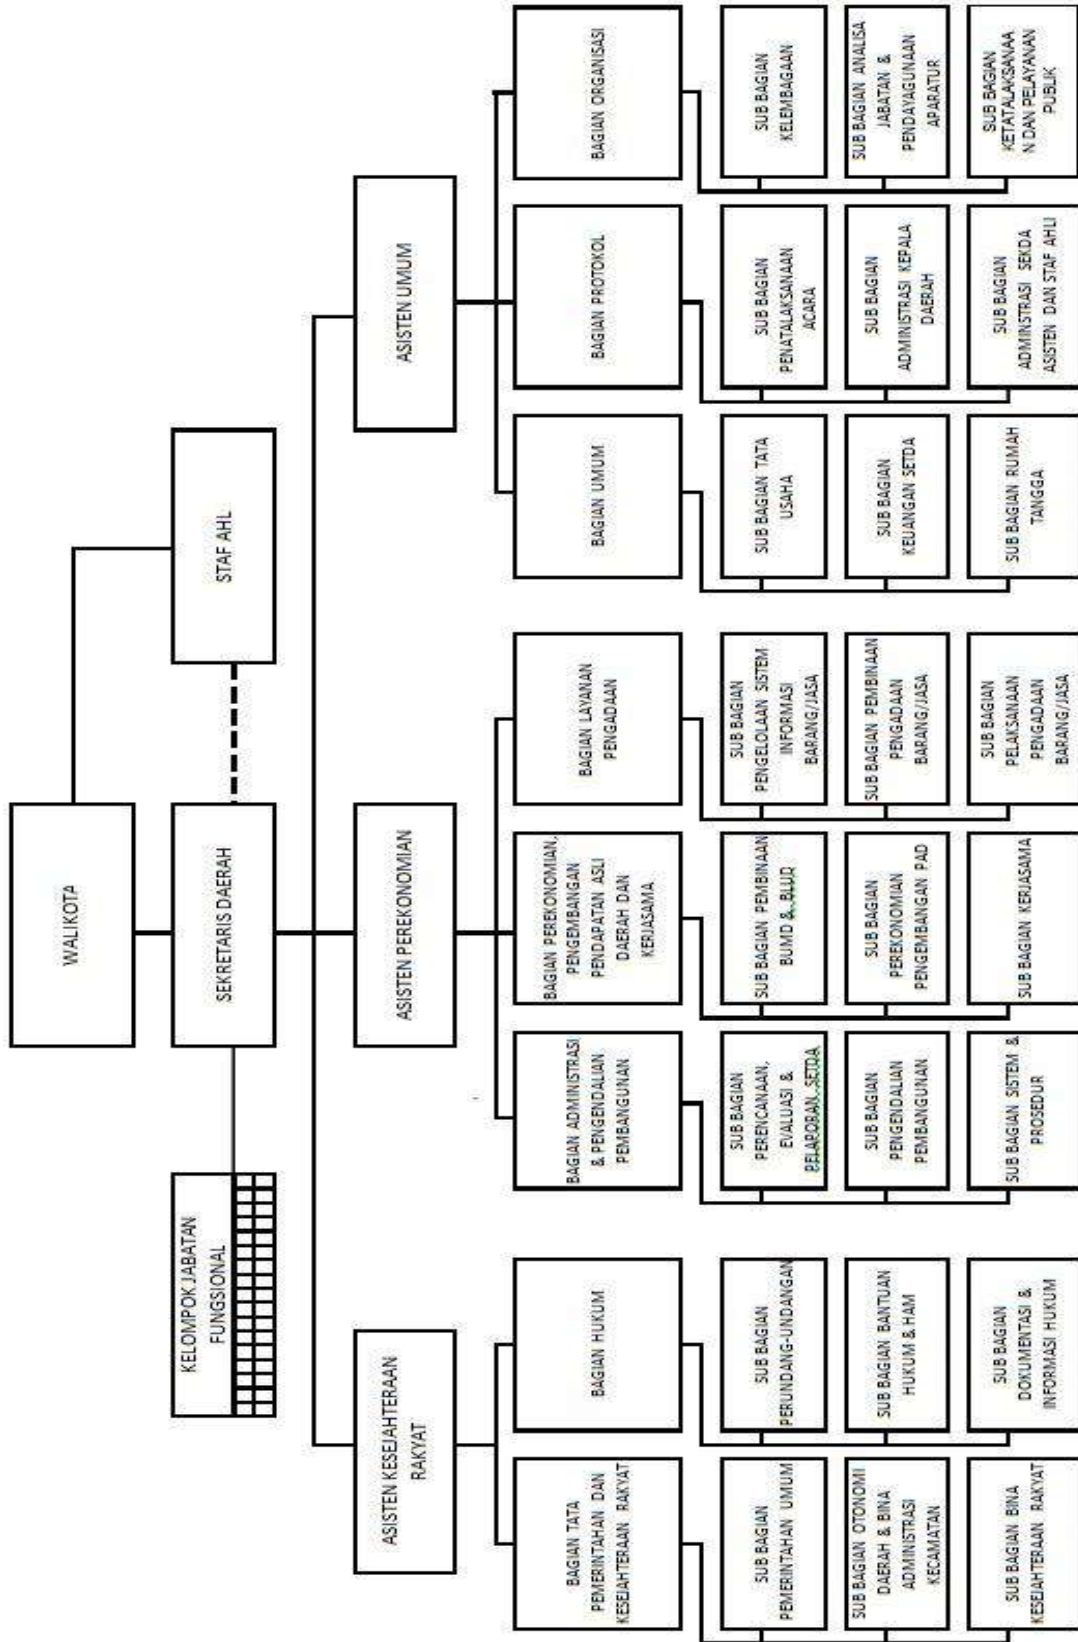 WALIKOTA
SEKRETARIS DAERAH
STAF AHL
KELOMPOK JABATAN
FUNGSIONAL
ASISTEN KESEJAHTERAAN
RAKYAT
ASISTEN PEREKONOMIAN
ASISTEN UMUM
BAGIAN TATA
PEMERINTAHAN DAN
KESEJAHTERAAN RAKYAT
BAGIAN HUKUM
BAGIAN ADMINISTRASI
& PENGENDALIAN
PEMBANGUNAN
BAGIAN PEREKONOMIAN,
PENGEMBANGAN
PENDAPATAN ASLI
DAERAH DAN
KERJASAMA
BAGIAN LAYANAN
PENGADAAN
BAGIAN UMUM
BAGIAN PROTOKOL
BAGIAN ORGANISASI
SUB BAGIAN
PEMERINTAHAN UMUM
SUB BAGIAN
PERUNDANG-UNDANGAN
SUB BAGIAN
PERENCANAAN,
EVALUASI &
PELAPORAN SETDA
SUB BAGIAN PEMBINAAN
BUMD & BLUD
SUB BAGIAN
PENGELOLAAN SISTEM
INFORMASI
BARANG/JASA
SUB BAGIAN TATA
USAHA
SUB BAGIAN
PENATALAKSANAAN
ACARA
SUB BAGIAN
KELEMBAGAAN
SUB BAGIAN OTONOMI
DAERAH & BINA
ADMINISTRASI
KECAMATAN
SUB BAGIAN BANTUAN
HUKUM & HAM
SUB BAGIAN
PENGENDALIAN
PEMBANGUNAN
SUB BAGIAN
PEREKONOMIAN
PENGEMBANGAN PAD
SUB BAGIAN PEMBINAAN
PENGADAAN
BARANG/JASA
SUB BAGIAN
KEUANGAN SETDA
SUB BAGIAN
ADMINISTRASI KEPALA
DAERAH
SUB BAGIAN ANALISA
JABATAN &
PENDAYAGUNAAN
APARATUR
SUB BAGIAN BINA
KESEJAHTERAAN RAKYAT
SUB BAGIAN
DOKUMENTASI &
INFORMASI HUKUM
SUB BAGIAN SISTEM &
PROSEDUR
SUB BAGIAN KERJASAMA
SUB BAGIAN
PELAKSANAAN
PENGADAAN
BARANG/JASA
SUB BAGIAN RUMAH
TANGGA
SUB BAGIAN
ADMINSTRASI SEKDA
ASISTEN DAN STAF AHLI
SUB BAGIAN
KETATALAKSANAA
N DAN PELAYANAN
PUBLIK